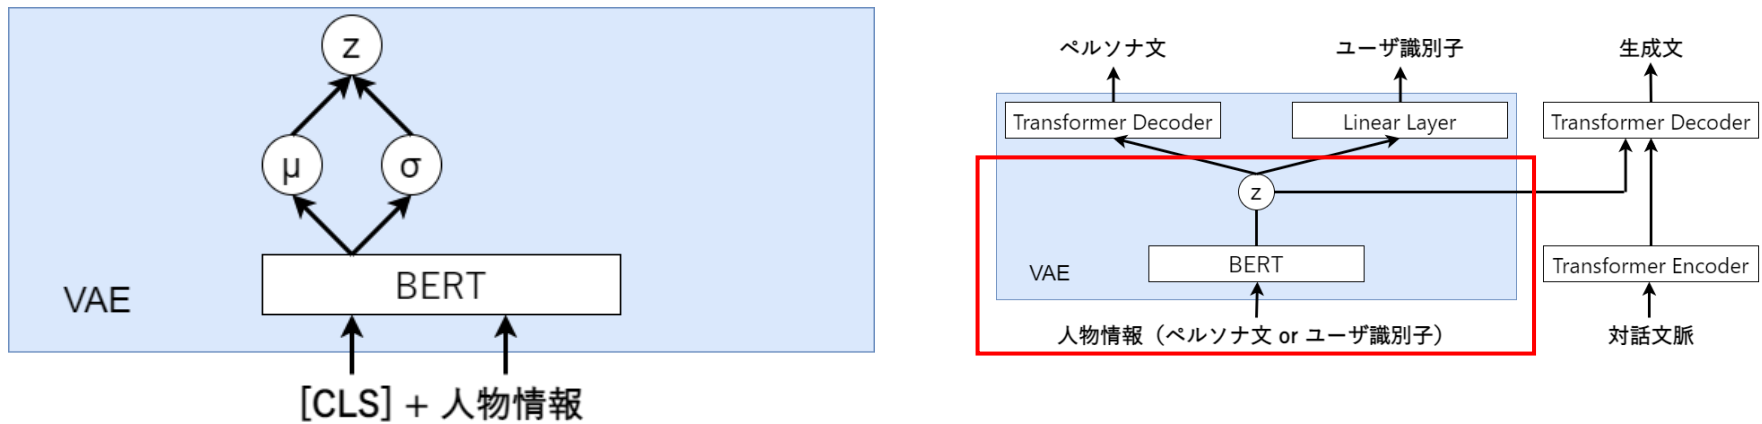 z
μ
σ
BERT
VAE
[CLS] + 人物情報
ペルソナ文
ユーザ識別子
生成文
Transformer Decoder
Linear Layer
Transformer Decoder
z
BERT
VAE
Transformer Encoder
人物情報（ペルソナ文 or ユーザ識別子）
対話文脈